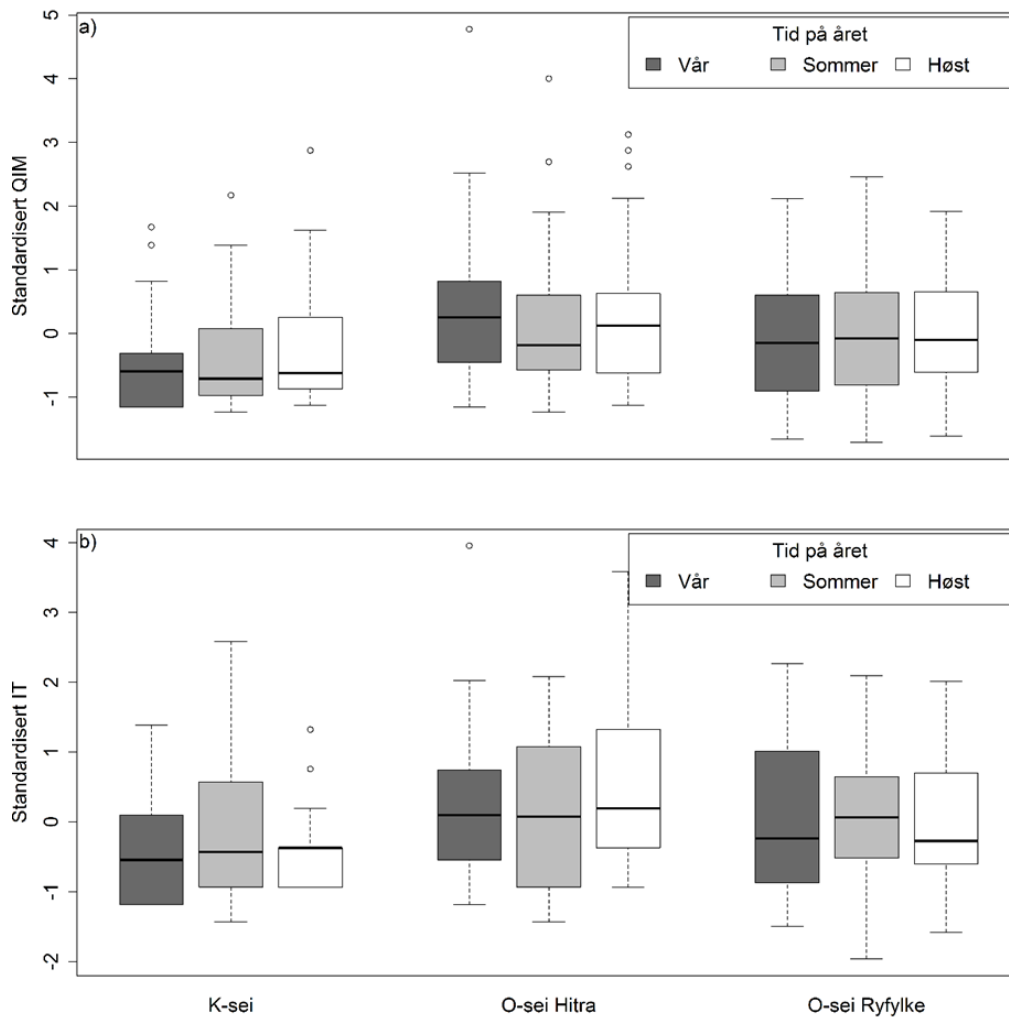 a)
Tid på året
Vår Sommer Høst
Standardisert QIM
5
4
3
2
1
0
-1
b)
Tid på året
Vår Sommer Høst
Standardisert IT
4
3
2
1
0
-1
-2
K-sei O-sei Hitra O-sei Ryfylke